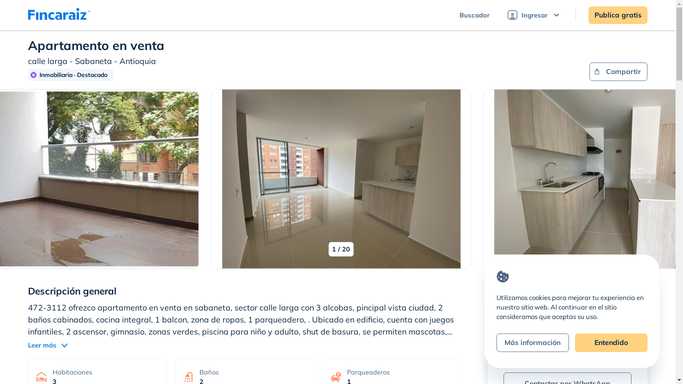 Fincaraiz
Buscador
Ingresar
Publica gratis
Apartamento en venta
calle larga - Sabaneta - Antioquia
Inmobiliaria - Destacado
Compartir
1 / 20
Descripción general
472-3112 ofrezco apartamento en venta en sabaneta, sector calle larga con 3 alcobas, pincipal vista ciudad, 2
baños cabinados, cocina integral, 1 balcon, zona de ropas, 1 parqueadero, . Ubicado en edificio, cuenta con juegos
infantiles, 2 ascensor, gimnasio, zonas verdes, piscina para niño y adulto, shut de basura, se permiten mascotas,...
Leer más
Habitaciones
3
Baños
2
Parqueaderos
1
Utilizamos cookies para mejorar tu experiencia en
nuestro sitio web. Al continuar en el sitio
consideramos que aceptas su uso.
Más información
Entendido
Contactar por WhatsApp